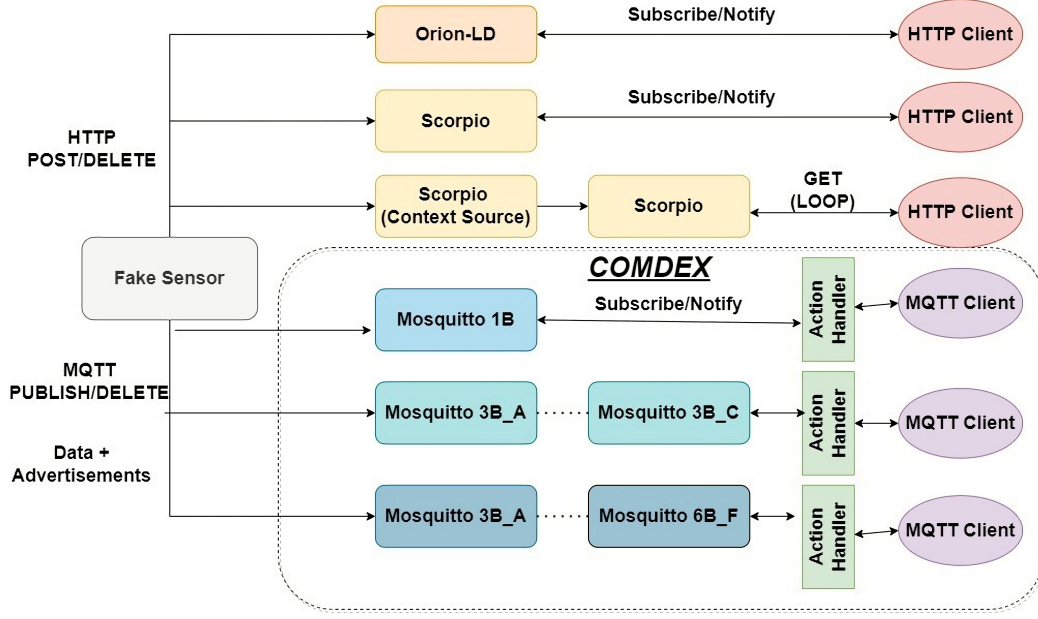 Subscribe/Notify
Orion-LD
HTTP Client
Subscribe/Notify
HTTP
POST/DELETE
Scorpio
HTTP Client
Scorpio
(Context Source)
Scorpio
GET
(LOOP)
HTTP Client
Fake Sensor
COMDEX
Mosquitto 1B
Subscribe/Notify
Action
Handler
MQTT Client
MQTT
PUBLISH/DELETE
Mosquitto 3B_A
Mosquitto 3B_C
Action
Handler
MQTT Client
Data +
Advertisements
Mosquitto 3B_A
Mosquitto 6B_F
Action
Handler
MQTT Client